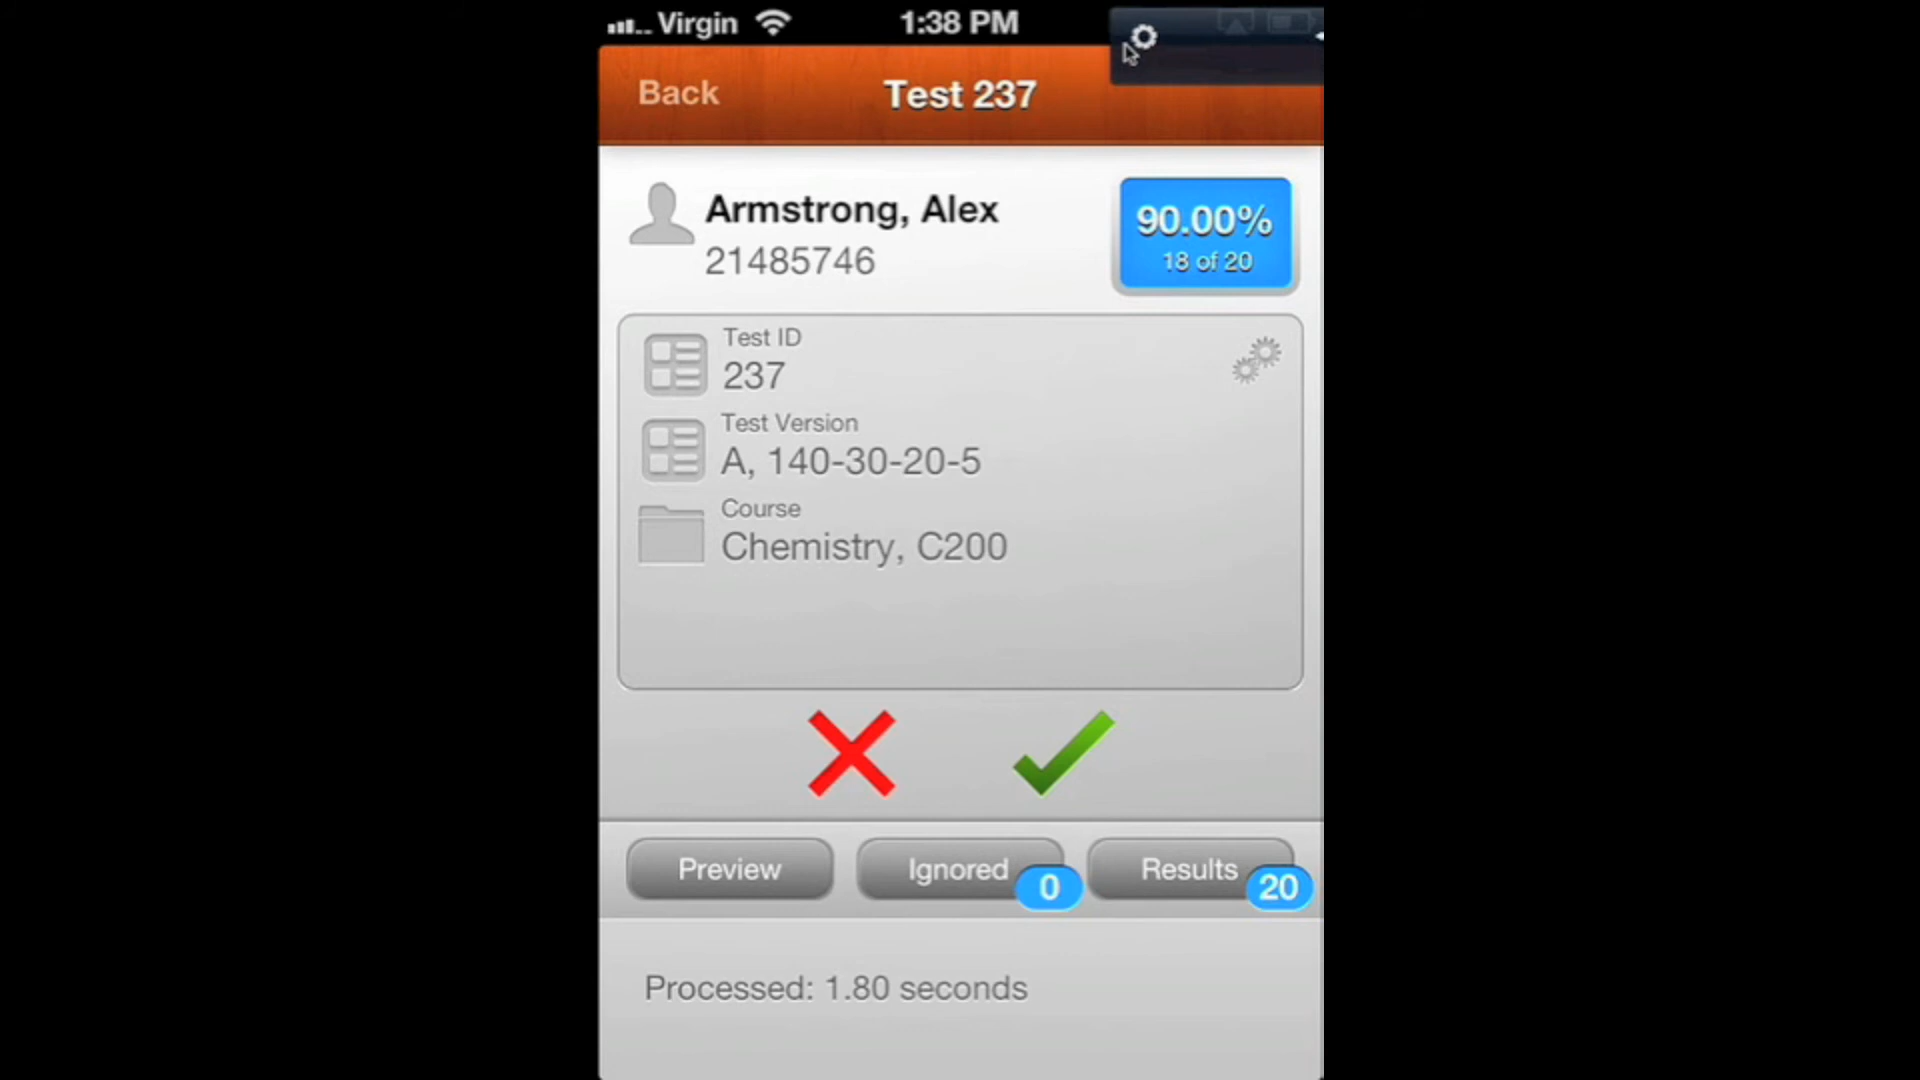 Virgin 1:38 PM
Back Test 237
Armstrong, Alex
21485746
90.00%
18 of 20
Test ID
237
Test Version
A, 140-30-20-5
Course
Chemistry, C200
Preview Ignored 0 Results 20
Processed: 1.80 seconds